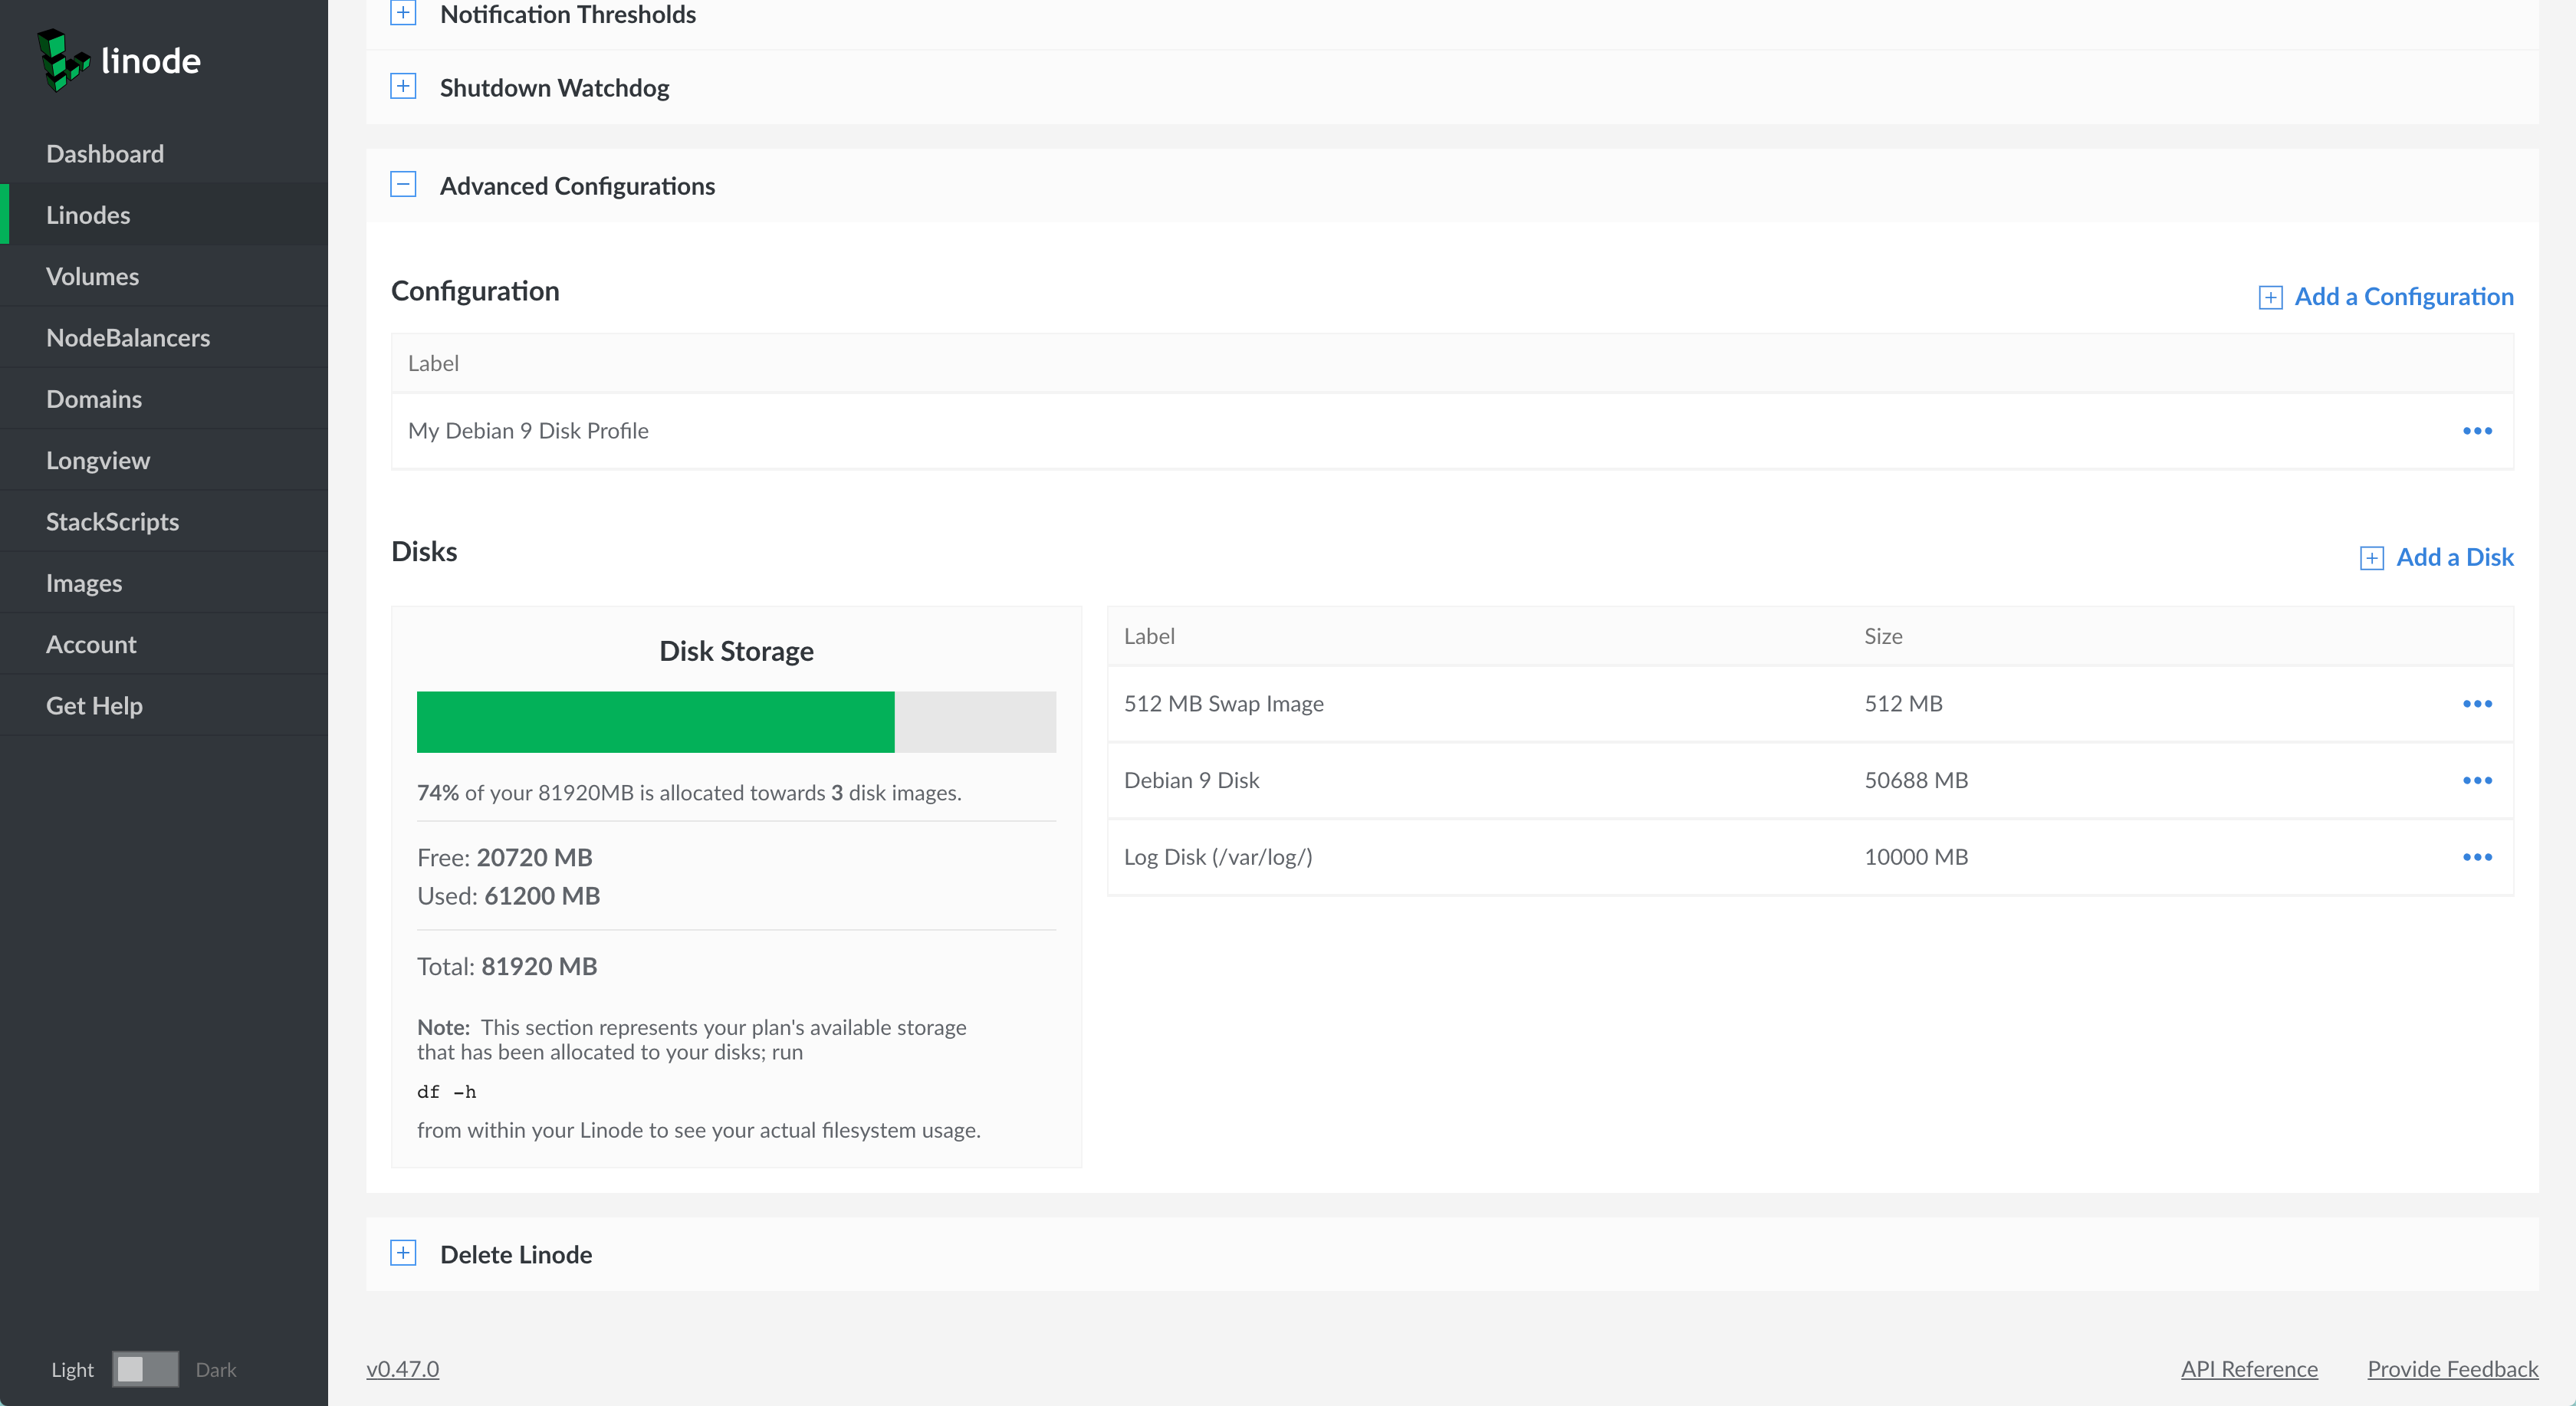 linode
Dashboard
Linodes
Volumes
NodeBalancers
Domains
Longview
StackScripts
Images
Account
Get Help
Light Dark
Notification Thresholds
Shutdown Watchdog
Advanced Configurations
Configuration
Add a Configuration
Label
My Debian 9 Disk Profile
Disks
Add a Disk
Disk Storage
74% of your 81920MB is allocated towards 3 disk images.
Free: 20720 MB
Used: 61200 MB
Total: 81920 MB
Note: This section represents your plan's available storage
that has been allocated to your disks; run
df -h
from within your Linode to see your actual filesystem usage.
Label Size
512 MB Swap Image 512 MB
Debian 9 Disk 50688 MB
Log Disk (/var/log/) 10000 MB
Delete Linode
v0.47.0
API Reference
Provide Feedback